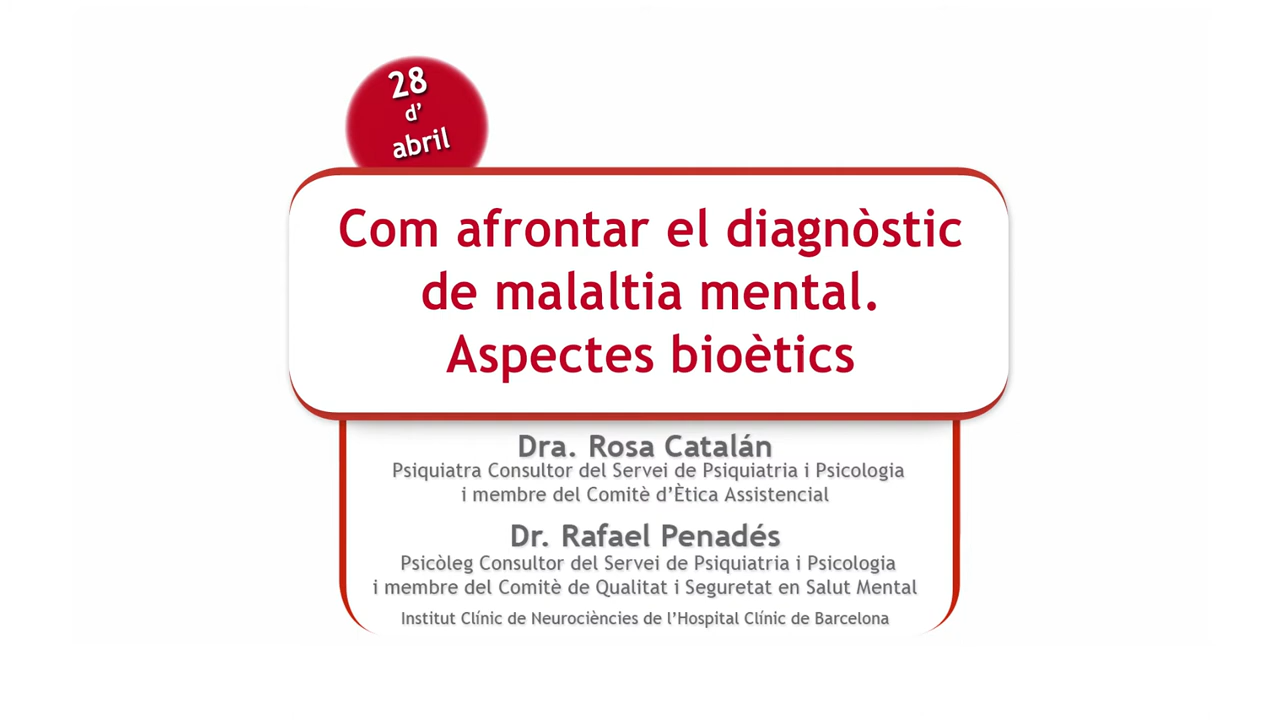 28
d'
abril
Com afrontar el diagnòstic
de malaltia mental.
Aspectes bioètics
Dra. Rosa Catalán
Psiquiatra Consultor del Servei de Psiquiatria i Psicologia
i membre del Comitè d'Ètica Assistencial
Dr. Rafael Penadés
Psicòleg Consultor del Servei de Psiquiatria i Psicologia
i membre del Comitè de Qualitat i Seguretat en Salut Mental
Institut Clínic de Neurociències de l'Hospital Clínic de Barcelona